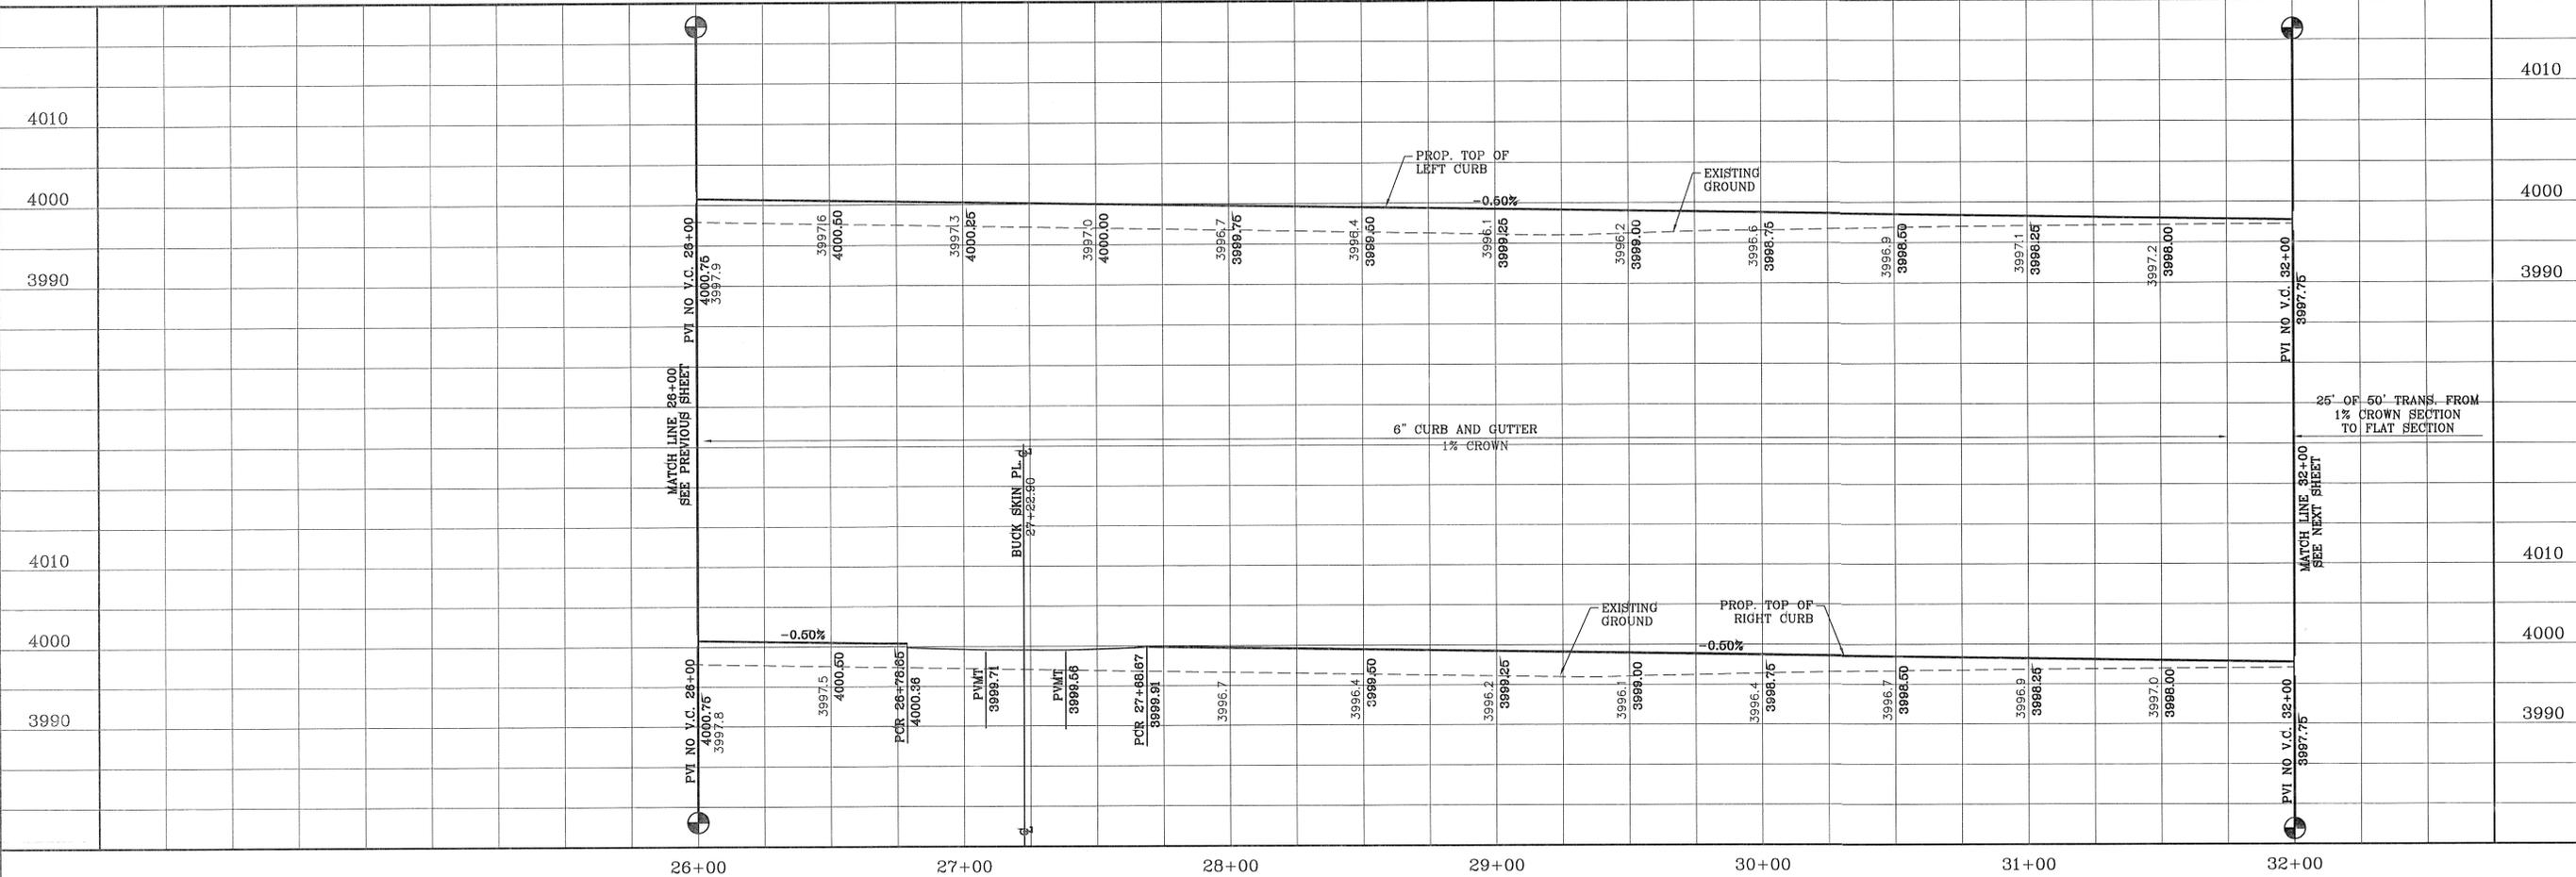 4010
4010
4000
4000
3990
3990
PROP. TOP OF
LEFT CURB
EXISTING
GROUND
-0.50%
PVI NO V.C. 26+00
4000.75
3997.9
3997.6
4000.50
3997.3
4000.25
3997.0
4000.00
3996.7
3999.75
3996.4
3999.50
3996.1
3999.25
3996.2
3999.00
3996.6
3998.75
3996.9
3998.50
3997.1
3998.25
3997.2
3998.00
PVI NO V.C. 32+00
3997.75
MATCH LINE 26+00
SEE PREVIOUS SHEET
6" CURB AND GUTTER
1% CROWN
25' OF 50' TRANS. FROM
1% CROWN SECTION
TO FLAT SECTION
BUCK SKIN PL.
27+22.90
MATCH LINE 32+00
SEE NEXT SHEET
4010
4010
4000
4000
3990
3990
-0.50%
EXISTING
GROUND
PROP. TOP OF
RIGHT CURB
-0.50%
PVI NO V.C. 26+00
4000.75
3997.8
3997.5
4000.50
4000.36
PVMT
3999.71
PVMT
3999.56
PCR 27+68.67
3999.91
3996.7
3996.4
3999.50
3996.2
3999.25
3996.1
3999.00
3996.4
3998.75
3996.7
3998.50
3996.9
3998.25
3997.0
3998.00
PVI NO V.C. 32+00
3997.75
26+00
27+00
28+00
29+00
30+00
31+00
32+00